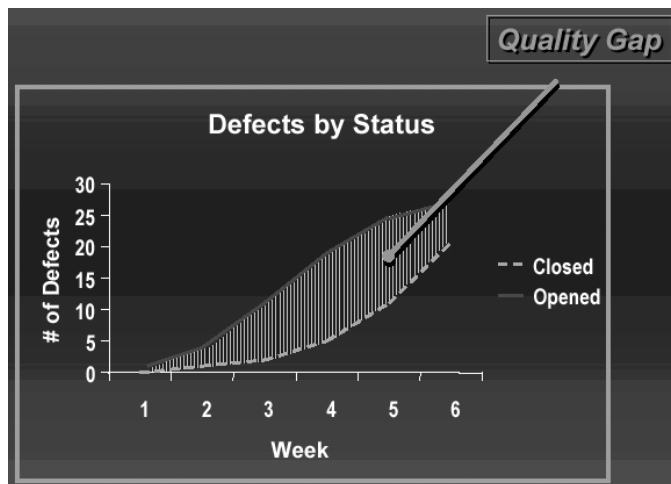 Quality Gap
Defects by Status
30
25
20
15
10
5
0
# of Defects
Closed
Opened
1 2 3 4 5 6
Week